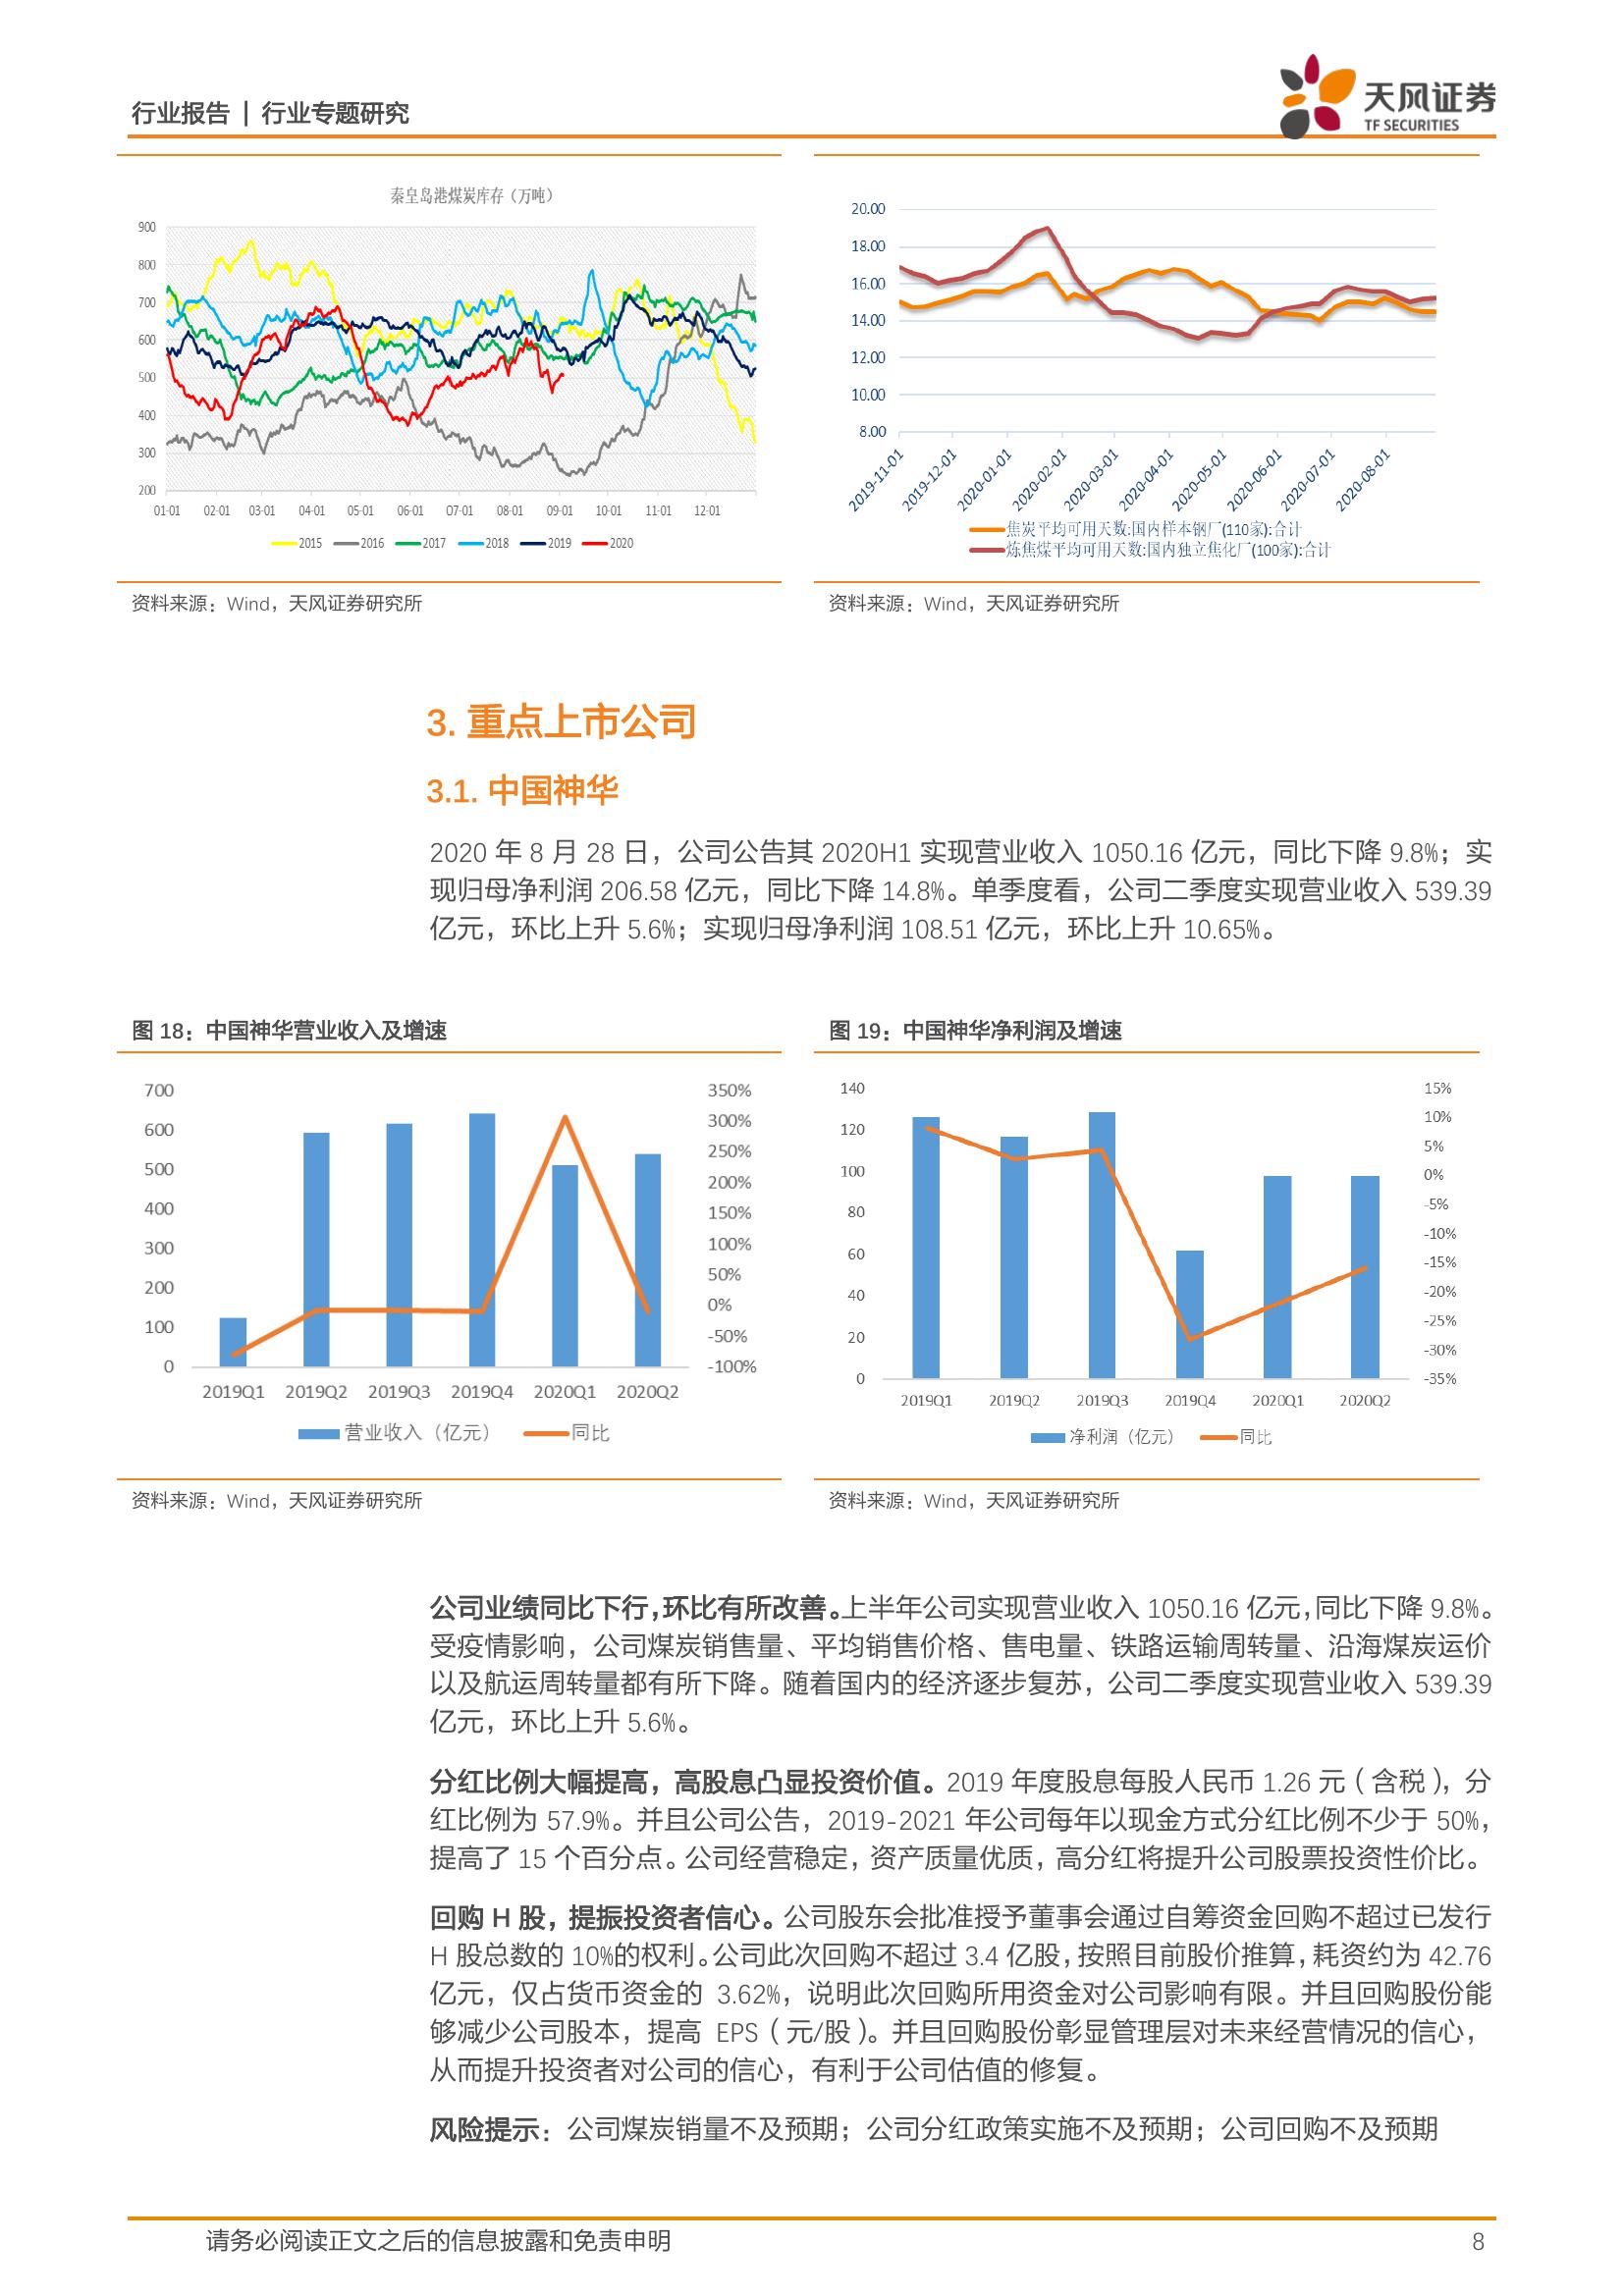 行业报告 | 行业专题研究
天风证券
TF SECURITIES
秦皇岛港煤炭库存（万吨）
900
800
700
600
500
400
300
200
01-01 02-01 03-01 04-01 05-01 06-01 07-01 08-01 09-01 10-01 11-01 12-01
2015 2016 2017 2018 2019 2020
20.00
18.00
16.00
14.00
12.00
10.00
8.00
2019-11-01 2019-12-01 2020-01-01 2020-02-01 2020-03-01 2020-04-01 2020-05-01 2020-06-01 2020-07-01 2020-08-01
焦炭平均可用天数:国内样本钢厂(110家):合计
炼焦煤平均可用天数:国内独立焦化厂(100家):合计
资料来源：Wind，天风证券研究所
资料来源：Wind，天风证券研究所
3. 重点上市公司
3.1. 中国神华
2020 年 8 月 28 日，公司公告其 2020H1 实现营业收入 1050.16 亿元，同比下降 9.8%；实
现归母净利润 206.58 亿元，同比下降 14.8%。单季度看，公司二季度实现营业收入 539.39
亿元，环比上升 5.6%；实现归母净利润 108.51 亿元，环比上升 10.65%。
图 18：中国神华营业收入及增速
700
600
500
400
300
200
100
0
350%
300%
250%
200%
150%
100%
50%
0%
-50%
-100%
2019Q1 2019Q2 2019Q3 2019Q4 2020Q1 2020Q2
营业收入（亿元） 同比
图 19：中国神华净利润及增速
140
120
100
80
60
40
20
0
15%
10%
5%
0%
-5%
-10%
-15%
-20%
-25%
-30%
-35%
2019Q1 2019Q2 2019Q3 2019Q4 2020Q1 2020Q2
净利润（亿元） 同比
资料来源：Wind，天风证券研究所
资料来源：Wind，天风证券研究所
公司业绩同比下行，环比有所改善。上半年公司实现营业收入 1050.16 亿元，同比下降 9.8%。
受疫情影响，公司煤炭销售量、平均销售价格、售电量、铁路运输周转量、沿海煤炭运价
以及航运周转量都有所下降。随着国内的经济逐步复苏，公司二季度实现营业收入 539.39
亿元，环比上升 5.6%。
分红比例大幅提高，高股息凸显投资价值。2019 年度股息每股人民币 1.26 元（含税），分
红比例为 57.9%。并且公司公告，2019-2021 年公司每年以现金方式分红比例不少于 50%，
提高了 15 个百分点。公司经营稳定，资产质量优质，高分红将提升公司股票投资性价比。
回购 H 股，提振投资者信心。公司股东会批准授予董事会通过自筹资金回购不超过已发行
H 股总数的 10%的权利。公司此次回购不超过 3.4 亿股，按照目前股价推算，耗资约为 42.76
亿元，仅占货币资金的 3.62%，说明此次回购所用资金对公司影响有限。并且回购股份能
够减少公司股本，提高 EPS（元/股）。并且回购股份彰显管理层对未来经营情况的信心，
从而提升投资者对公司的信心，有利于公司估值的修复。
风险提示：公司煤炭销量不及预期；公司分红政策实施不及预期；公司回购不及预期
请务必阅读正文之后的信息披露和免责申明
8